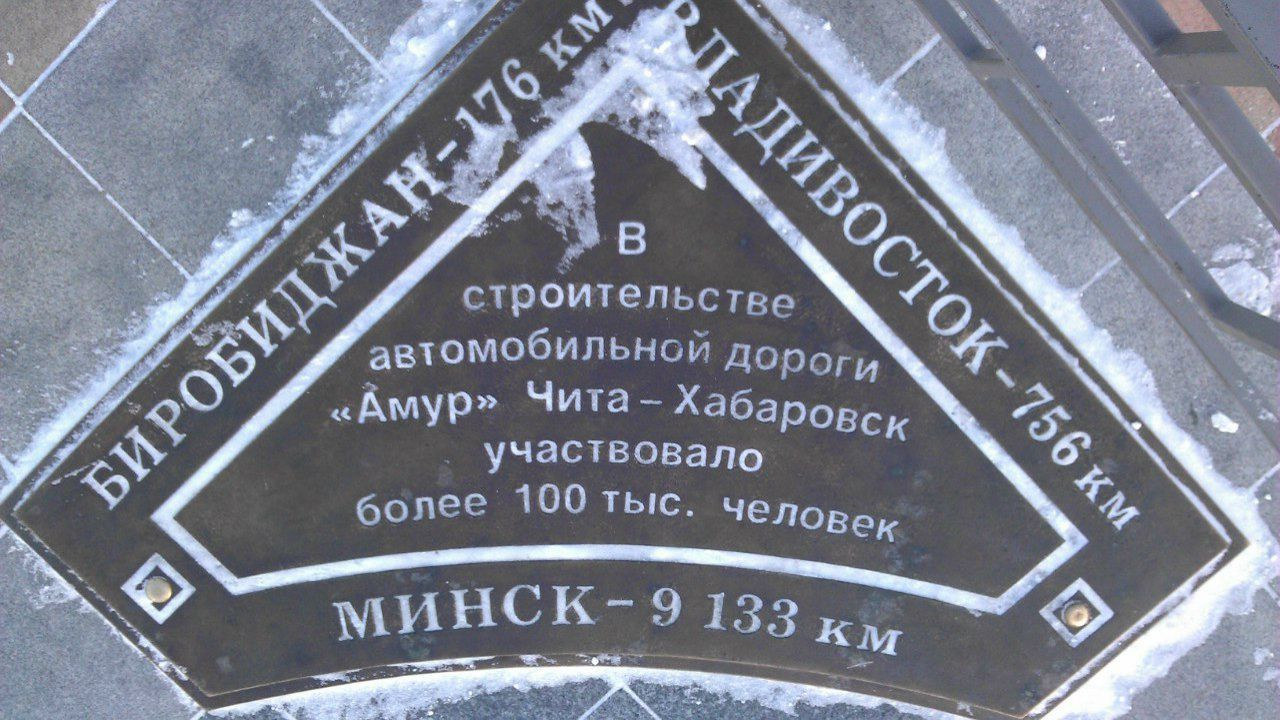 БИРОБИДЖАН - 176 КМ
ВЛАДИВОСТОК - 756 КМ
В
строительстве
автомобильной дороги
«Амур» Чита – Хабаровск
участвовало
более 100 тыс. человек
МИНСК - 9 133 КМ